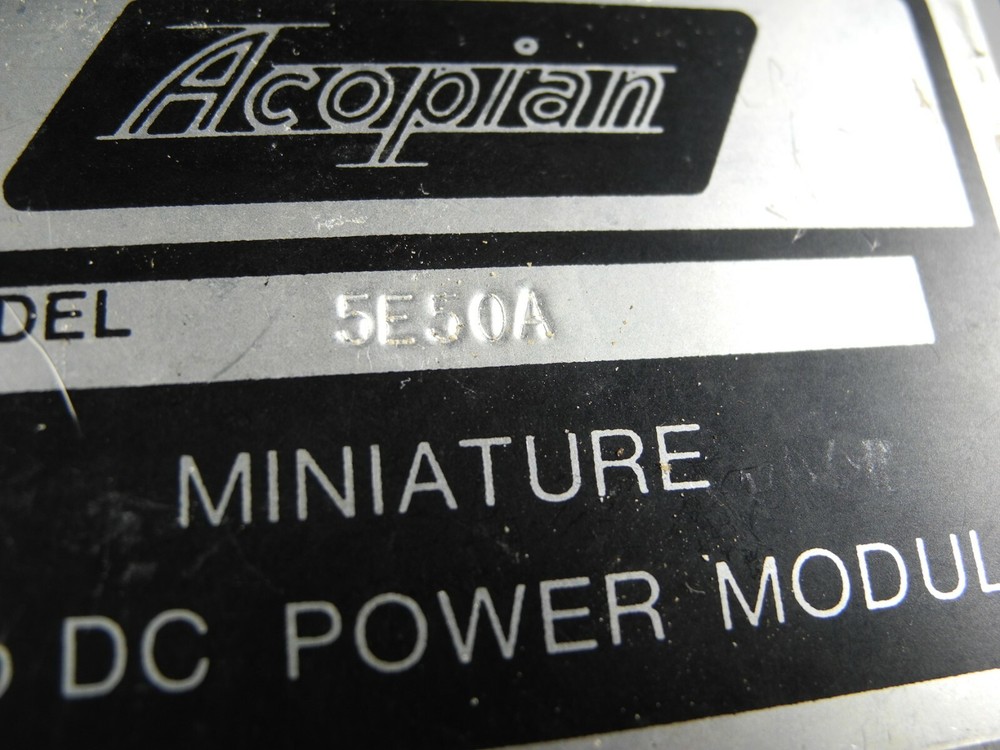 Acopian
DEL 5E50A
MINIATURE
DC POWER MODUL